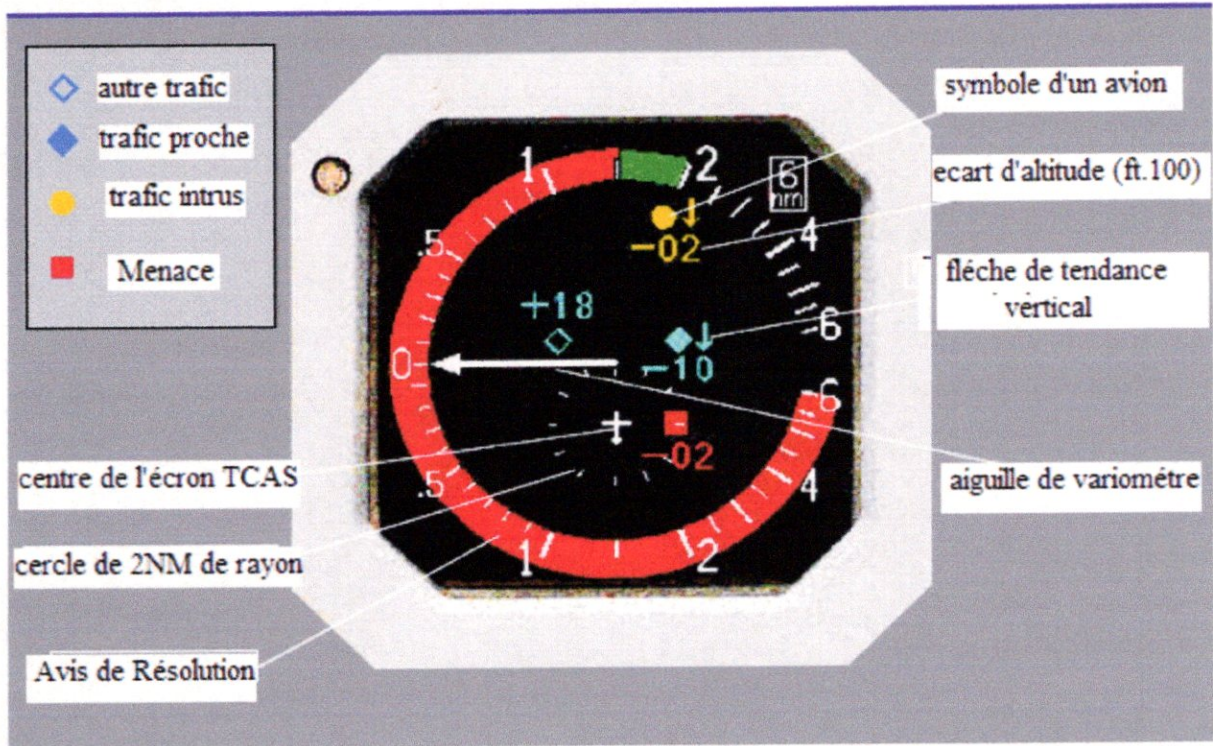 autre trafic
trafic proche
trafic intrus
Menace
symbole d'un avion
ecart d'altitude (ft.100)
fléche de tendance
vértical
aiguille de variométre
centre de l'écron TCAS
cercle de 2NM de rayon
Avis de Résolution
1
2
6
nm
.5
4
-02
+18
6
0
-10
6
-02
.5
4
1
2